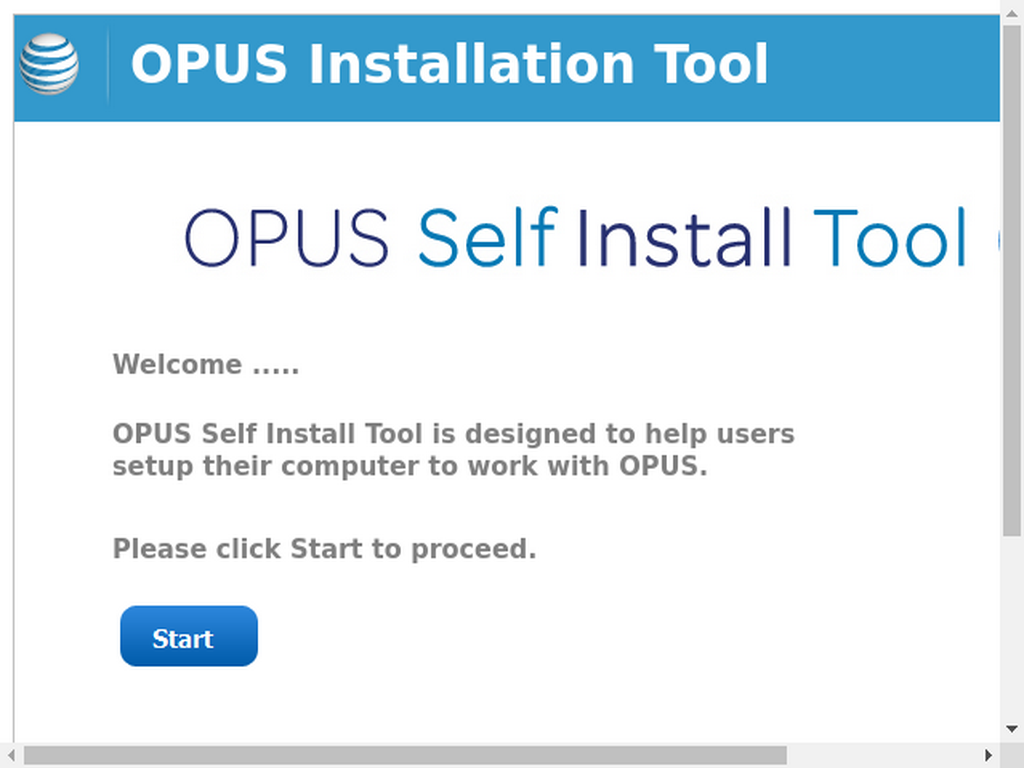 OPUS Installation Tool
OPUS Self Install Tool
Welcome .....
OPUS Self Install Tool is designed to help users
setup their computer to work with OPUS.
Please click Start to proceed.
Start